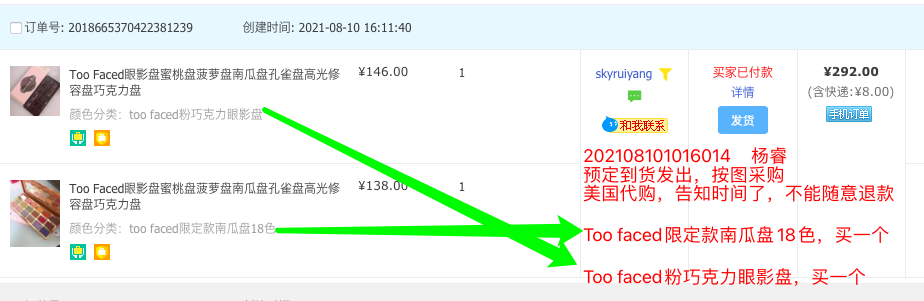 订单号: 2018665370422381239 创建时间: 2021-08-10 16:11:40
Too Faced眼影盘蜜桃盘菠萝盘南瓜盘孔雀盘高光修
容盘巧克力盘
颜色分类：too faced粉巧克力眼影盘
¥146.00
1
skyruiyang
和我联系
买家已付款
详情
发货
¥292.00
(含快递:¥8.00)
手机订单
Too Faced眼影盘蜜桃盘菠萝盘南瓜盘孔雀盘高光修
容盘巧克力盘
颜色分类：too faced限定款南瓜盘18色
¥138.00
1
202108101016014 杨睿
预定到货发出，按图采购
美国代购，告知时间了，不能随意退款
Too faced限定款南瓜盘18色，买一个
Too faced粉巧克力眼影盘，买一个